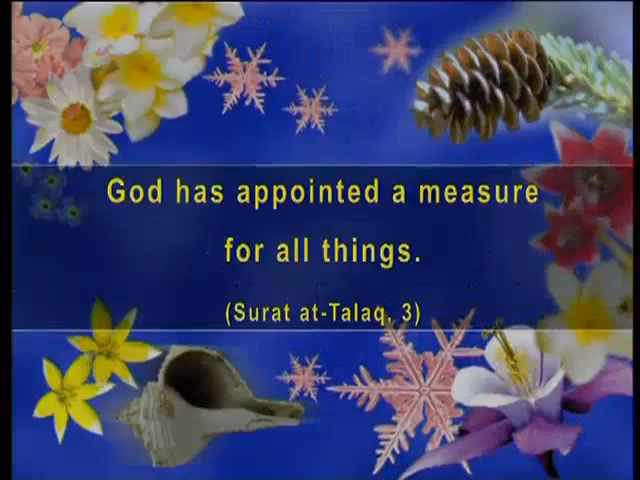 God has appointed a measure
for all things.
(Surat at-Talaq, 3)